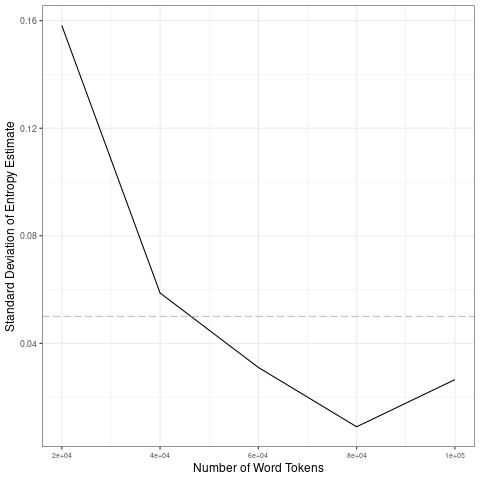 Standard Deviation of Entropy Estimate
0.16
0.12
0.08
0.04
2e+04 4e+04 6e+04 8e+04 1e+05
Number of Word Tokens